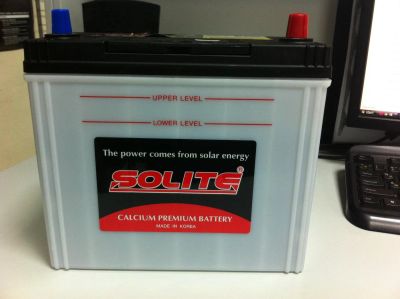 UPPER LEVEL
LOWER LEVEL
The power comes from solar energy
SOLITE®
CALCIUM PREMIUM BATTERY
MADE IN KOREA